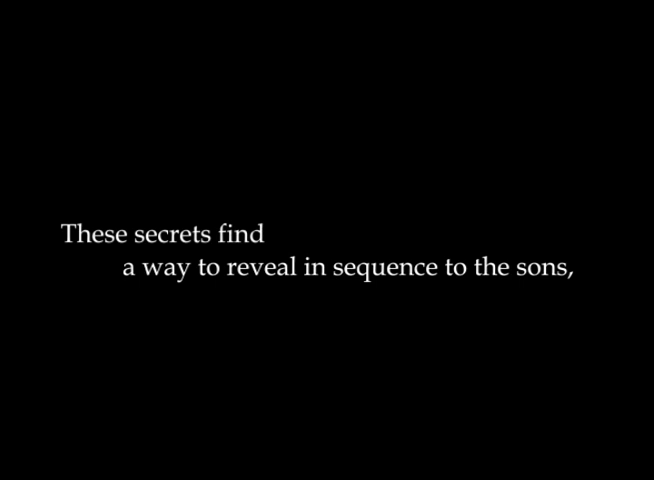 These secrets find
a way to reveal in sequence to the sons,